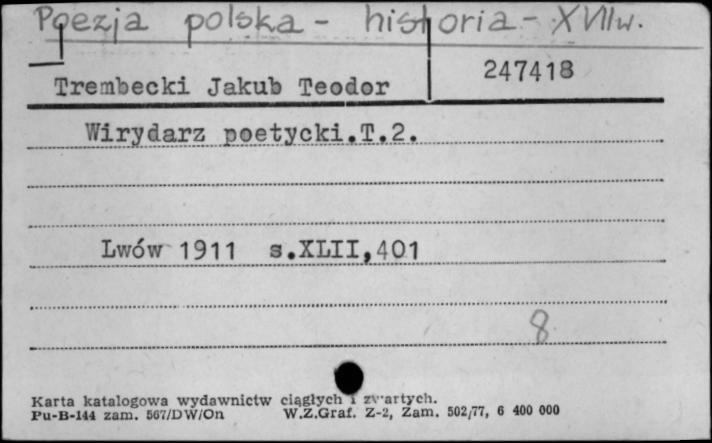 Poezja polska - historia - XVIIw.
Trembecki Jakub Teodor 247418
Wirydarz poetycki.T.2.
Lwów 1911 s.XLII,401
8
Karta katalogowa wydawnictw ciągłych i zwartych.
Pu-B-144 zam. 567/DW/On W.Z.Graf. Z-2, Zam. 502/77, 6 400 000